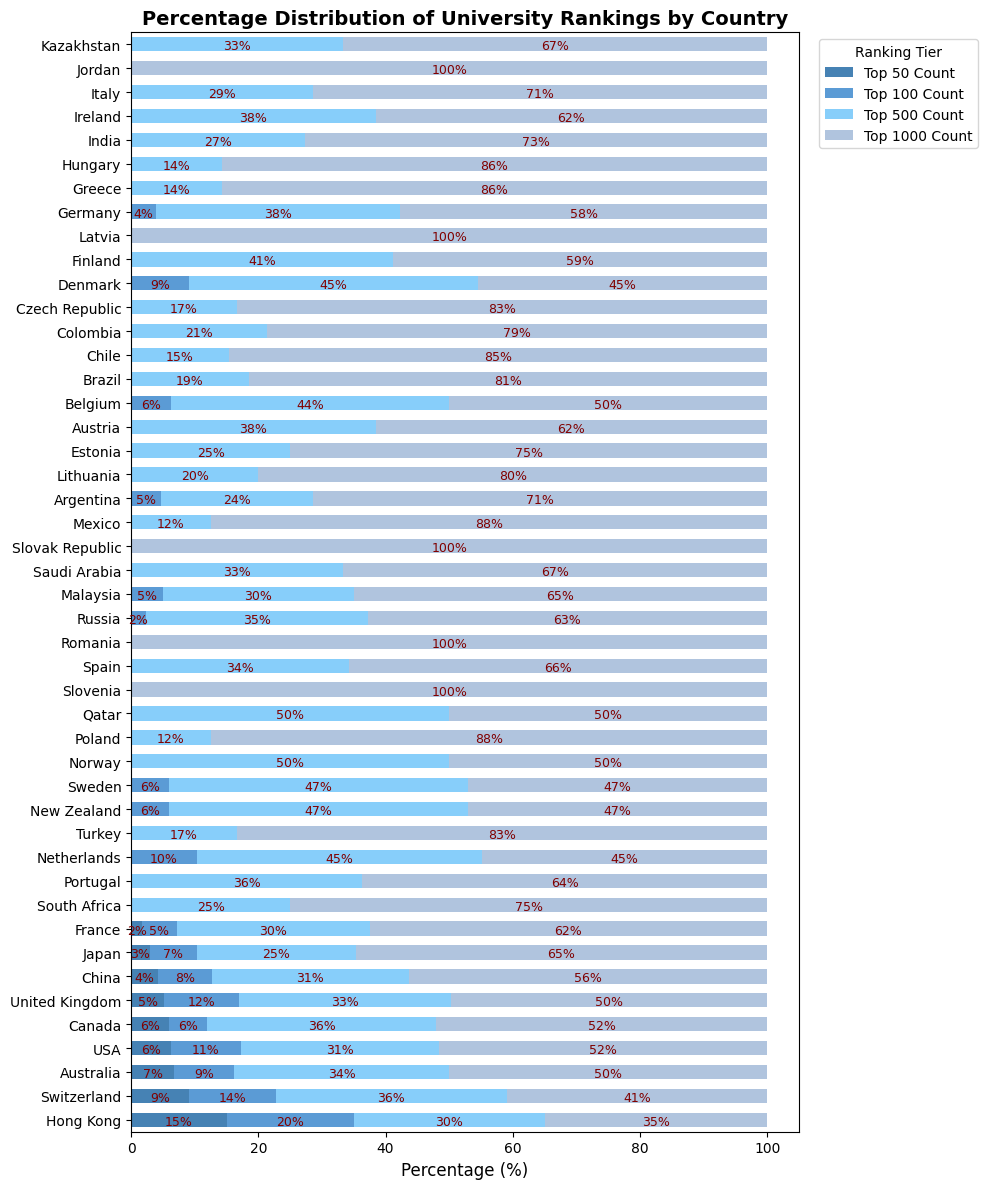 Percentage Distribution of University Rankings by Country
Kazakhstan 33% 67%
Jordan 100%
Italy 29% 71%
Ireland 38% 62%
India 27% 73%
Hungary 14% 86%
Greece 14% 86%
Germany 4% 38% 58%
Latvia 100%
Finland 41% 59%
Denmark 9% 45% 45%
Czech Republic 17% 83%
Colombia 21% 79%
Chile 15% 85%
Brazil 19% 81%
Belgium 6% 44% 50%
Austria 38% 62%
Estonia 25% 75%
Lithuania 20% 80%
Argentina 5% 24% 71%
Mexico 12% 88%
Slovak Republic 100%
Saudi Arabia 33% 67%
Malaysia 5% 30% 65%
Russia 2% 35% 63%
Romania 100%
Spain 34% 66%
Slovenia 100%
Qatar 50% 50%
Poland 12% 88%
Norway 50% 50%
Sweden 6% 47% 47%
New Zealand 6% 47% 47%
Turkey 17% 83%
Netherlands 10% 45% 45%
Portugal 36% 64%
South Africa 25% 75%
France 2% 5% 30% 62%
Japan 3% 7% 25% 65%
China 4% 8% 31% 56%
United Kingdom 5% 12% 33% 50%
Canada 6% 6% 36% 52%
USA 6% 11% 31% 52%
Australia 7% 9% 34% 50%
Switzerland 9% 14% 36% 41%
Hong Kong 15% 20% 30% 35%
0 20 40 60 80 100
Percentage (%)
Ranking Tier
Top 50 Count
Top 100 Count
Top 500 Count
Top 1000 Count